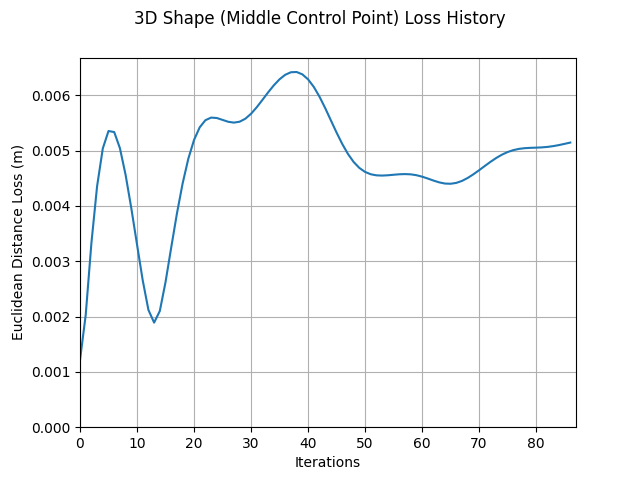 3D Shape (Middle Control Point) Loss History
0.006
0.005
0.004
0.003
0.002
0.001
0.000
Euclidean Distance Loss (m)
0 10 20 30 40 50 60 70 80
Iterations